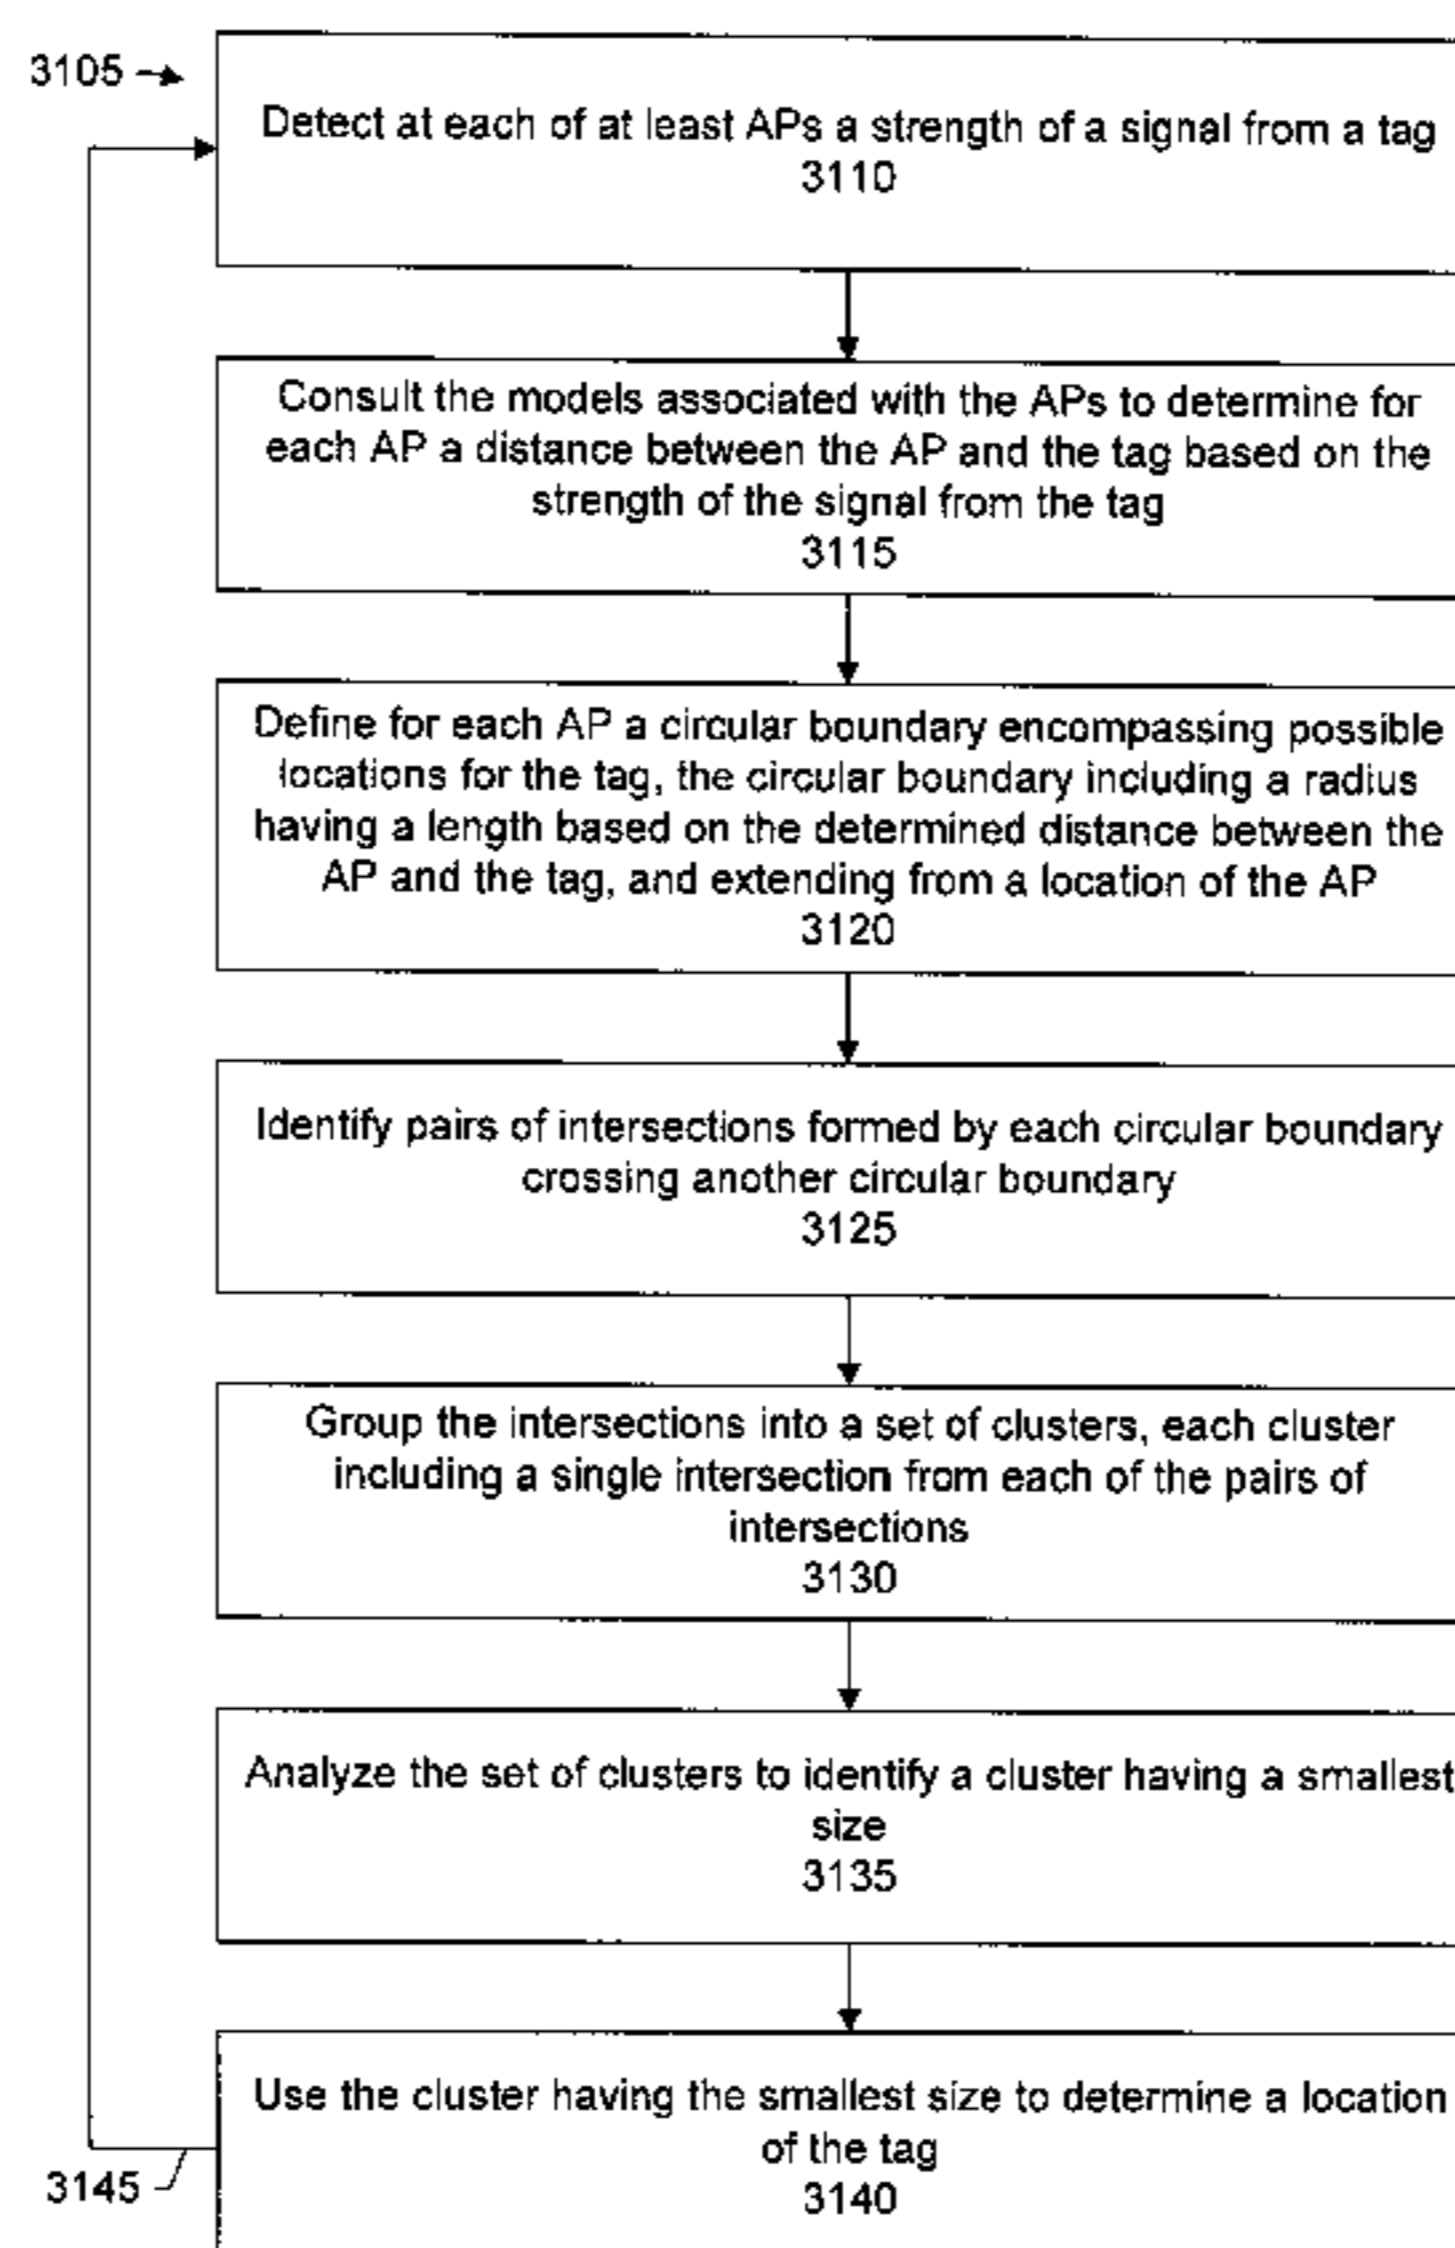 3105
Detect at each of at least APs a strength of a signal from a tag
3110
Consult the models associated with the APs to determine for
each AP a distance between the AP and the tag based on the
strength of the signal from the tag
3115
Define for each AP a circular boundary encompassing possible
locations for the tag, the circular boundary including a radius
having a length based on the determined distance between the
AP and the tag, and extending from a location of the AP
3120
Identify pairs of intersections formed by each circular boundary
crossing another circular boundary
3125
Group the intersections into a set of clusters, each cluster
including a single intersection from each of the pairs of
intersections
3130
Analyze the set of clusters to identify a cluster having a smallest
size
3135
Use the cluster having the smallest size to determine a location
of the tag
3140
3145